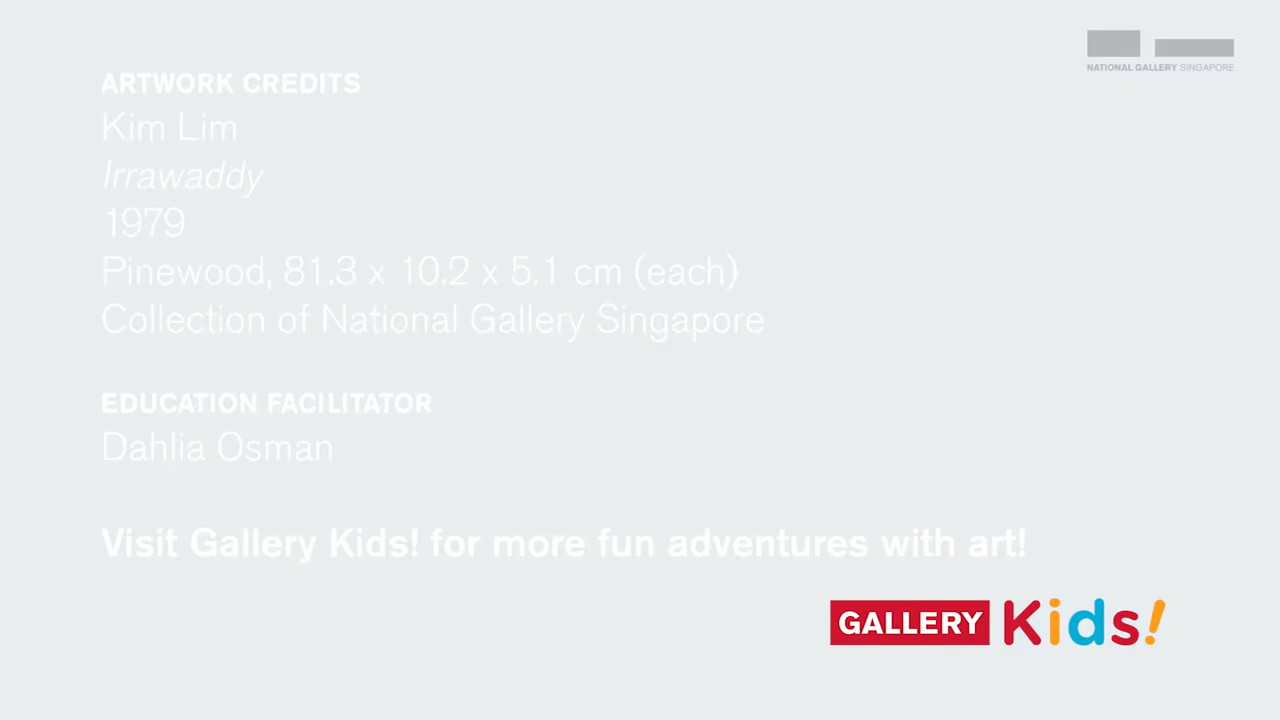 NATIONAL GALLERY SINGAPORE
ARTWORK CREDITS
Kim Lim
Irrawaddy
1979
Pinewood, 81.3 x 10.2 x 5.1 cm (each)
Collection of National Gallery Singapore
EDUCATION FACILITATOR
Dahlia Osman
Visit Gallery Kids! for more fun adventures with art!
GALLERY Kids!